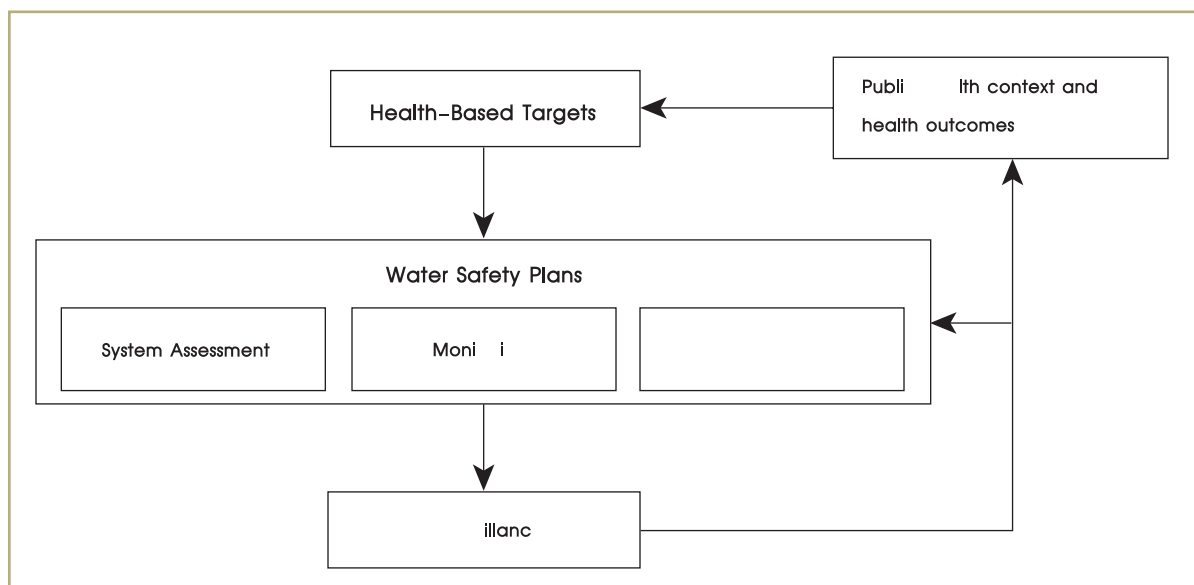 Health-Based Targets
Publi lth context and
health outcomes
Water Safety Plans
System Assessment
Moni i
illanc